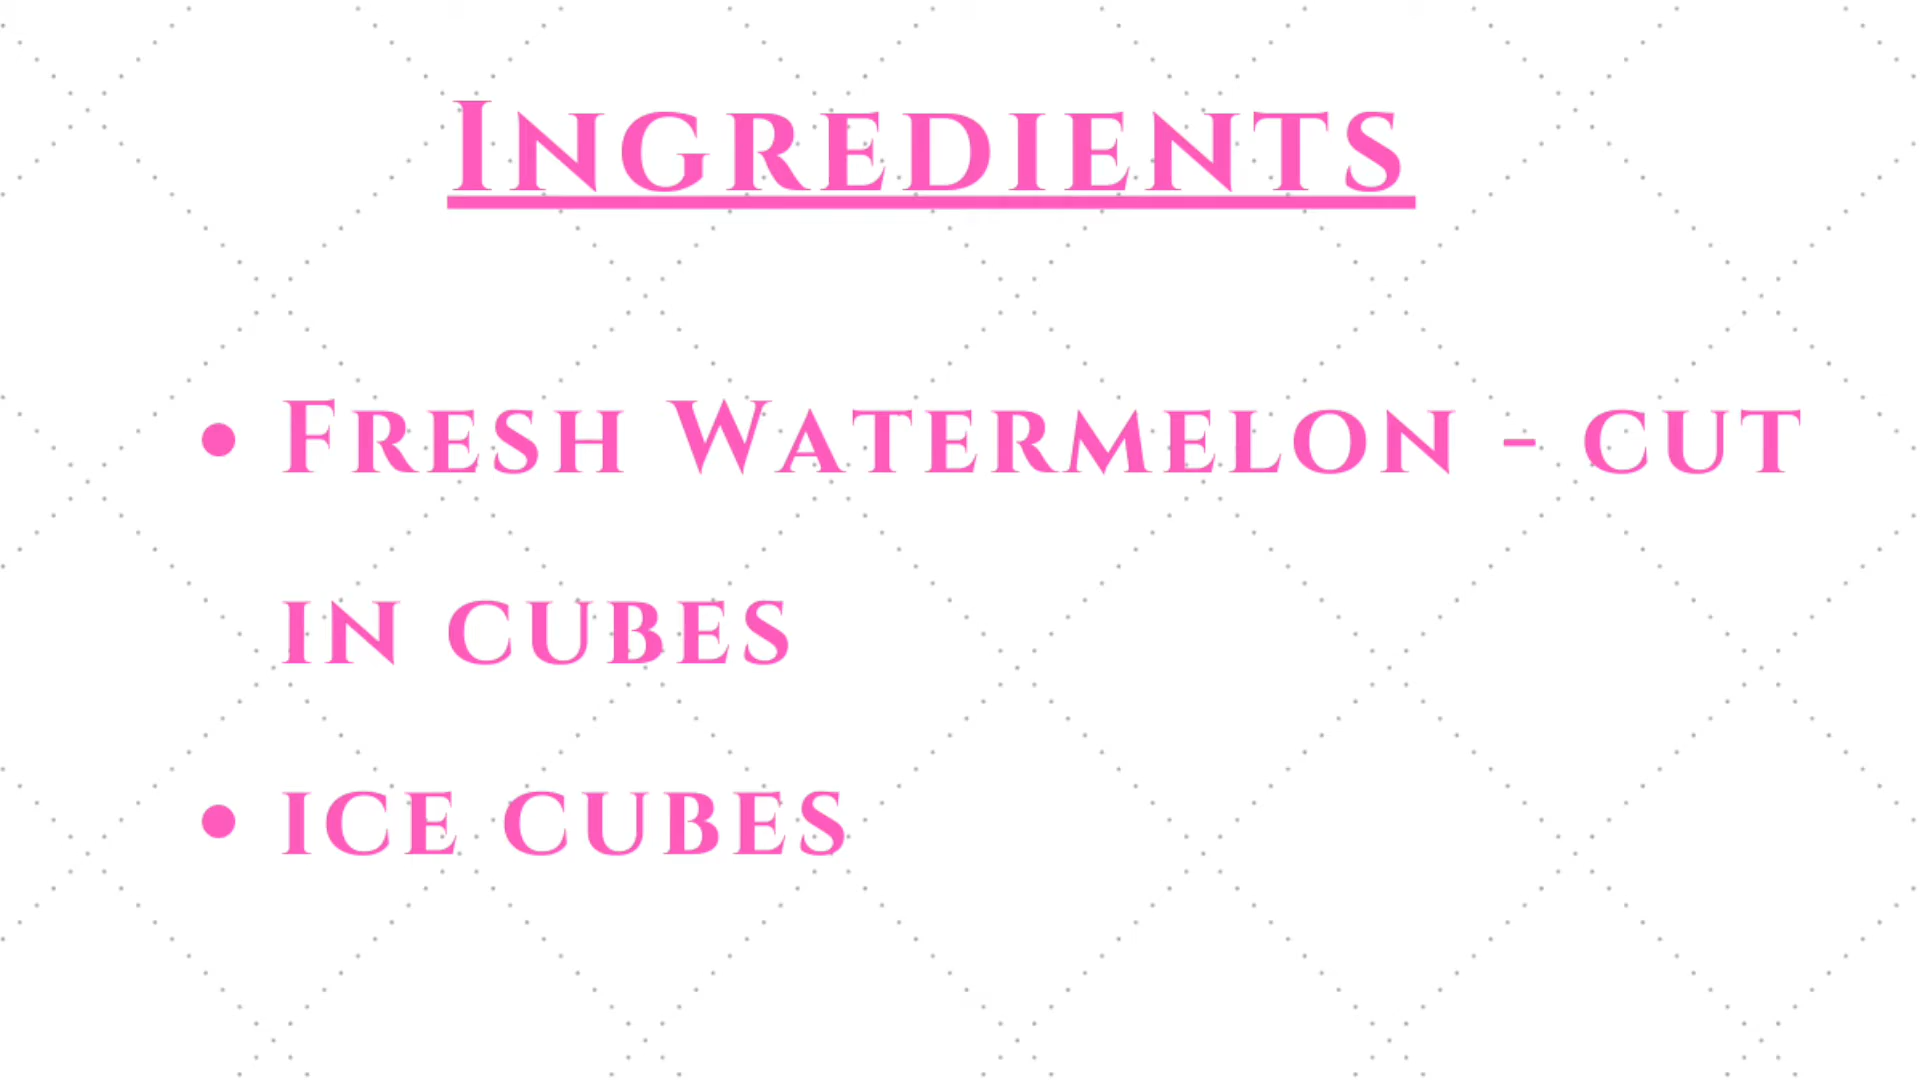 Ingredients
• Fresh Watermelon - cut
in cubes
• ice cubes